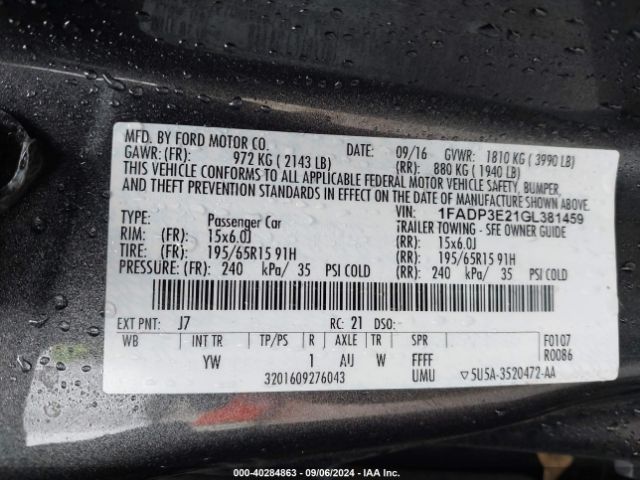 MFD. BY FORD MOTOR CO. DATE: 09/16 GVWR: 1810 KG ( 3990 LB)
GAWR: (FR): 972 KG ( 2143 LB) (RR): 880 KG ( 1940 LB)
THIS VEHICLE CONFORMS TO ALL APPLICABLE FEDERAL MOTOR VEHICLE SAFETY, BUMPER,
AND THEFT PREVENTION STANDARDS IN EFFECT ON THE DATE OF MANUFACTURE SHOWN ABOVE.
VIN: 1FADP3E21GL381459
TYPE: Passenger Car TRAILER TOWING - SEE OWNER GUIDE
RIM: (FR): 15x6.0J (RR): 15x6.0J
TIRE: (FR): 195/65R15 91H (RR): 195/65R15 91H
PRESSURE: (FR): 240 kPa/ 35 PSI COLD (RR): 240 kPa/ 35 PSI COLD
EXT PNT: J7 RC: 21 DSO:
WB INT TR TP/PS R AXLE TR SPR F0107
YW 1 AU W FFFF R0086
3201609276043 UMU ▽5U5A-3520472-AA
000-40284863 - 09/06/2024 - IAA Inc.